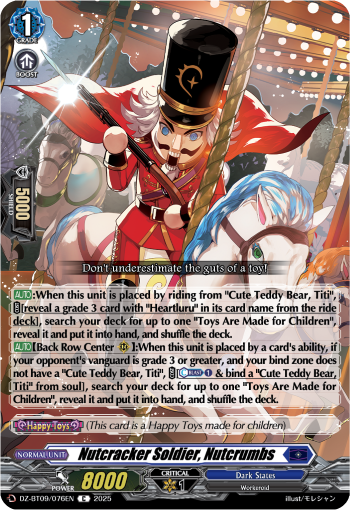 1
GRADE
BOOST
5000
SHIELD
Don't underestimate the guts of a toy!
AUTO:When this unit is placed by riding from "Cute Teddy Bear, Titi",
[reveal a grade 3 card with "Heartluru" in its card name from the ride
deck], search your deck for up to one "Toys Are Made for Children",
reveal it and put it into hand, and shuffle the deck.
AUTO【Back Row Center】:When this unit is placed by a card's ability, if
your opponent's vanguard is grade 3 or greater, and your bind zone does
not have a "Cute Teddy Bear, Titi", [BLAST 1 & bind a "Cute Teddy Bear,
Titi" from soul], search your deck for up to one "Toys Are Made for
Children", reveal it and put it into hand, and shuffle the deck.
Happy Toys (This card is a Happy Toys made for children)
NORMAL UNIT Nutcracker Soldier, Nutcrumbs
POWER 8000 CRITICAL 1 Dark States
Workeroid
DZ-BT09/076EN C 2025 illust/モレシャン